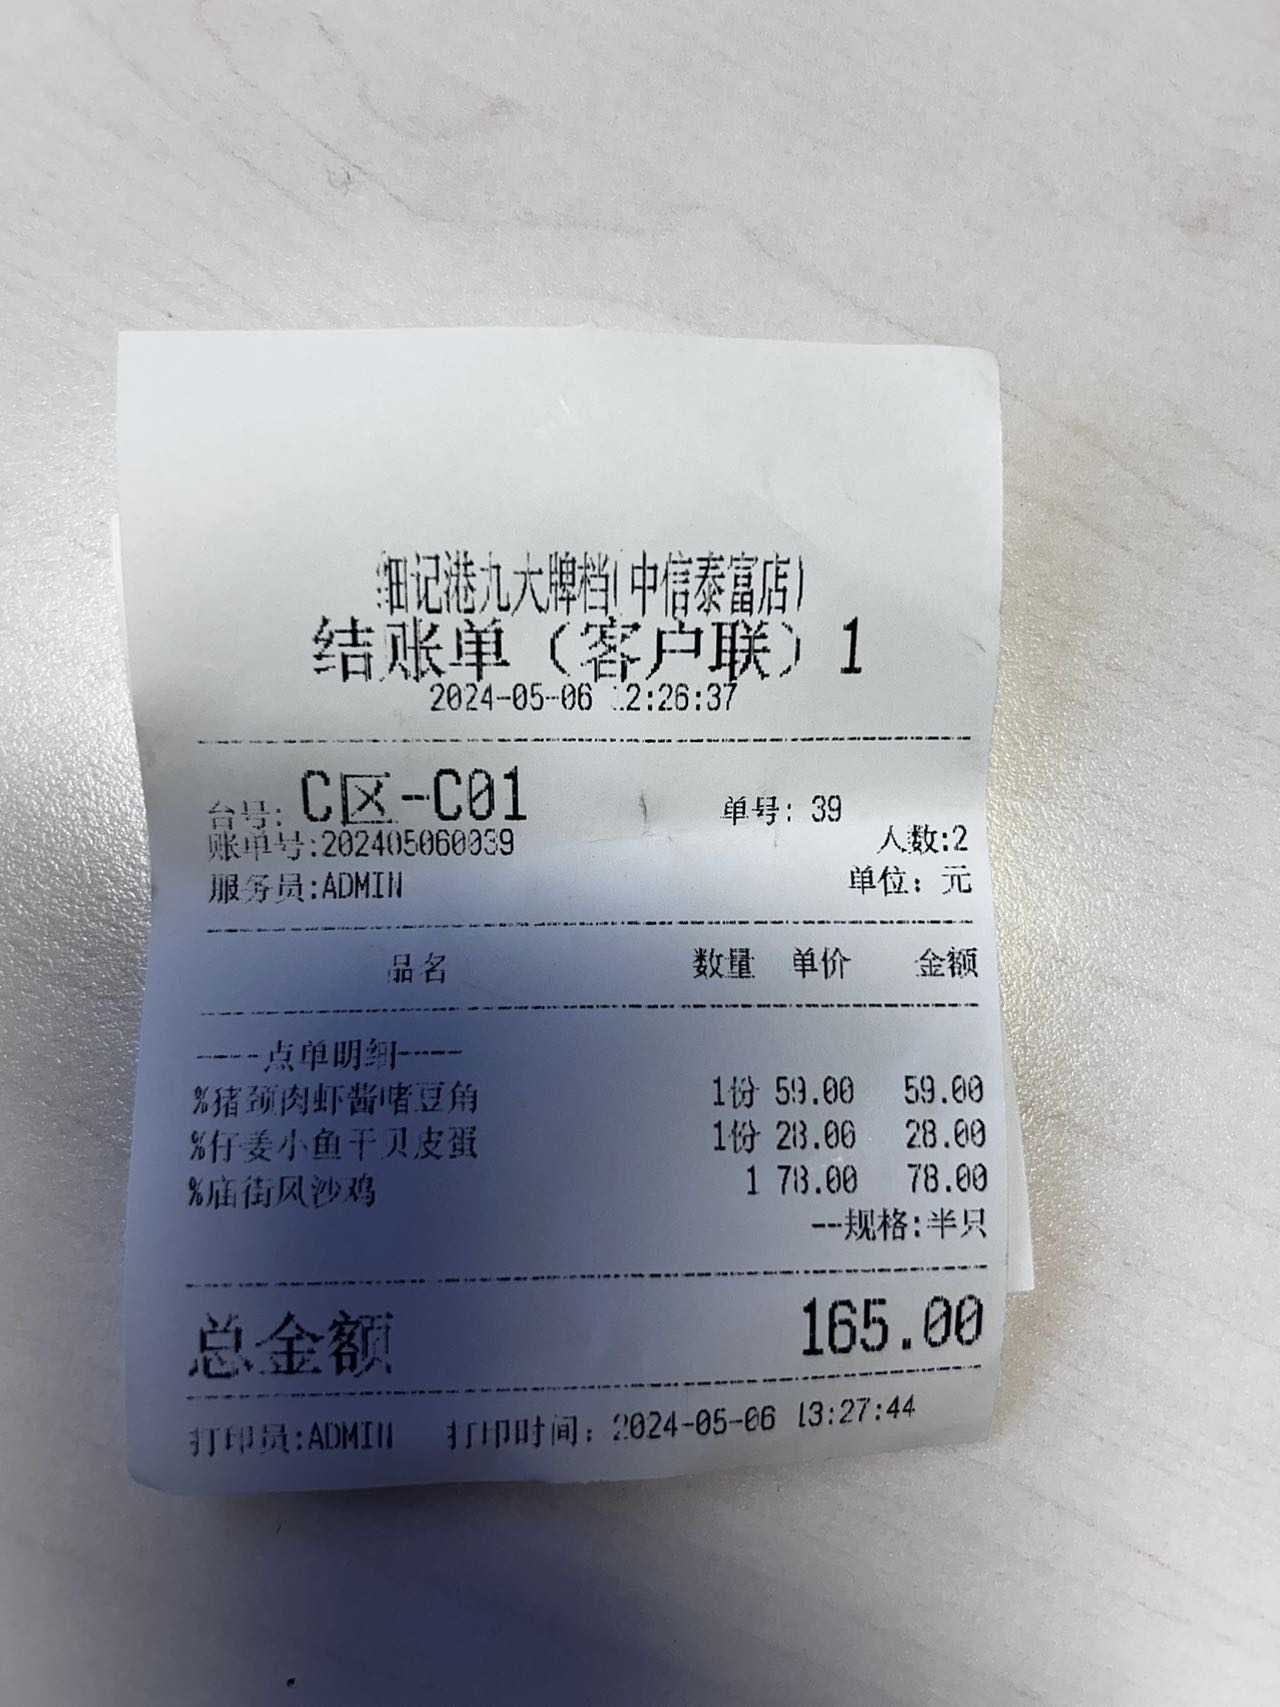 细记港九大牌档(中信泰富店)
结账单（客户联）1
2024-05-06 12:26:37
台号: C区-C01 单号: 39
账单号:202405060039 人数:2
服务员:ADMIN 单位: 元
品名 数量 单价 金额
----点单明细----
%猪颈肉虾酱啫豆角 1份 59.00 59.00
%仔姜小鱼干贝皮蛋 1份 28.00 28.00
%庙街风沙鸡 1 78.00 78.00
--规格:半只
总金额 165.00
打印员:ADMIN 打印时间: 2024-05-06 13:27:44